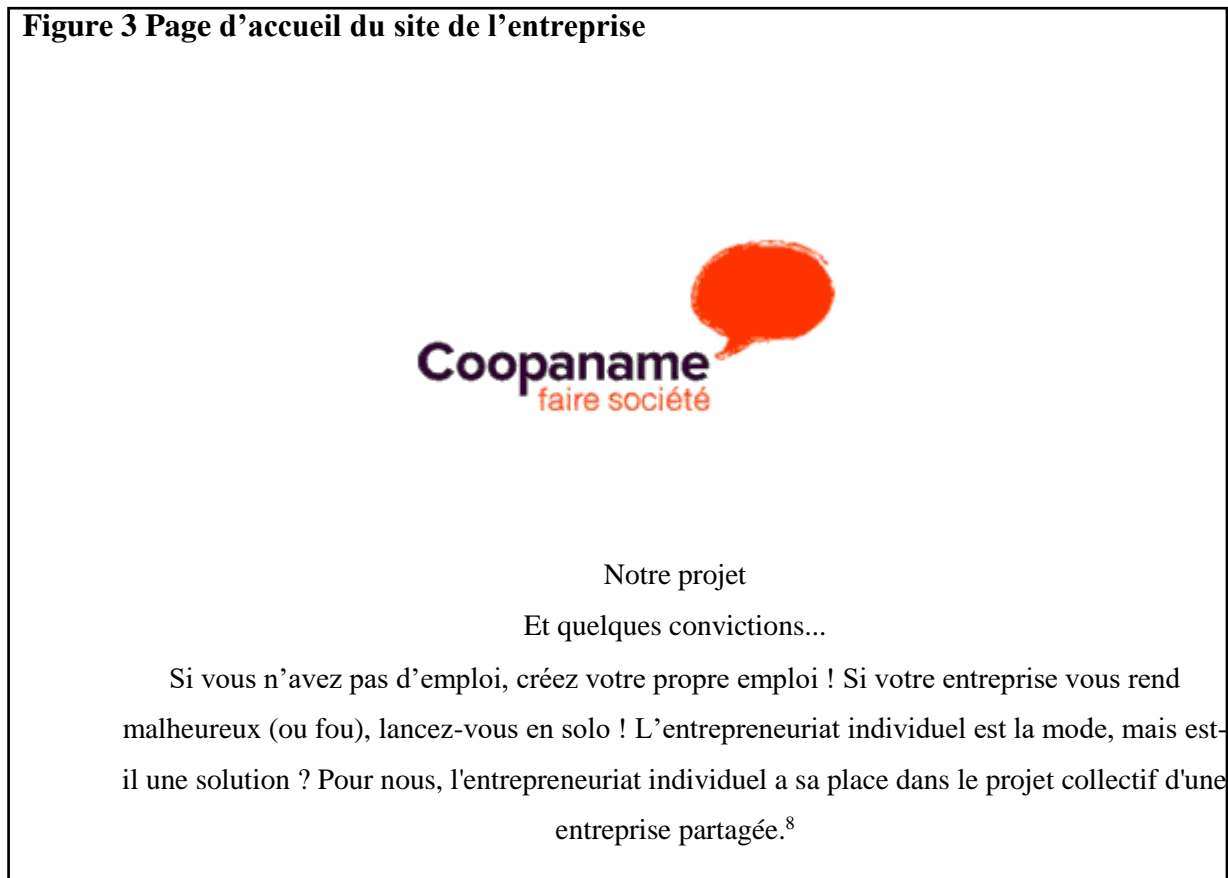 Figure 3 Page d’accueil du site de l’entreprise
Coopaname
faire société
Notre projet
Et quelques convictions...
Si vous n’avez pas d’emploi, créez votre propre emploi ! Si votre entreprise vous rend
malheureux (ou fou), lancez-vous en solo ! L’entrepreneuriat individuel est la mode, mais est-
il une solution ? Pour nous, l'entrepreneuriat individuel a sa place dans le projet collectif d'une
entreprise partagée.⁸